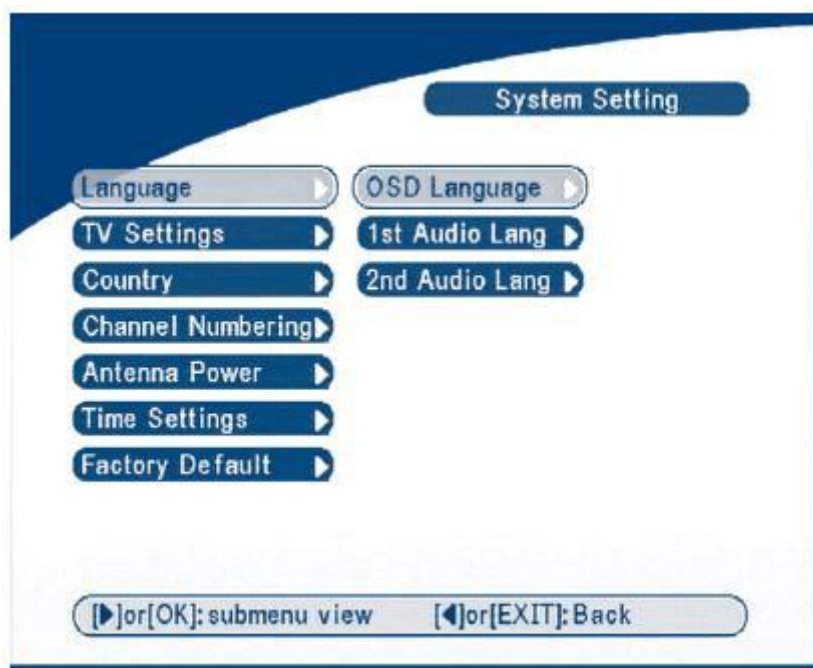 System Setting
Language OSD Language
TV Settings 1st Audio Lang
Country 2nd Audio Lang
Channel Numbering
Antenna Power
Time Settings
Factory Default
[▶]or[OK]:submenu view [◀]or[EXIT]:Back